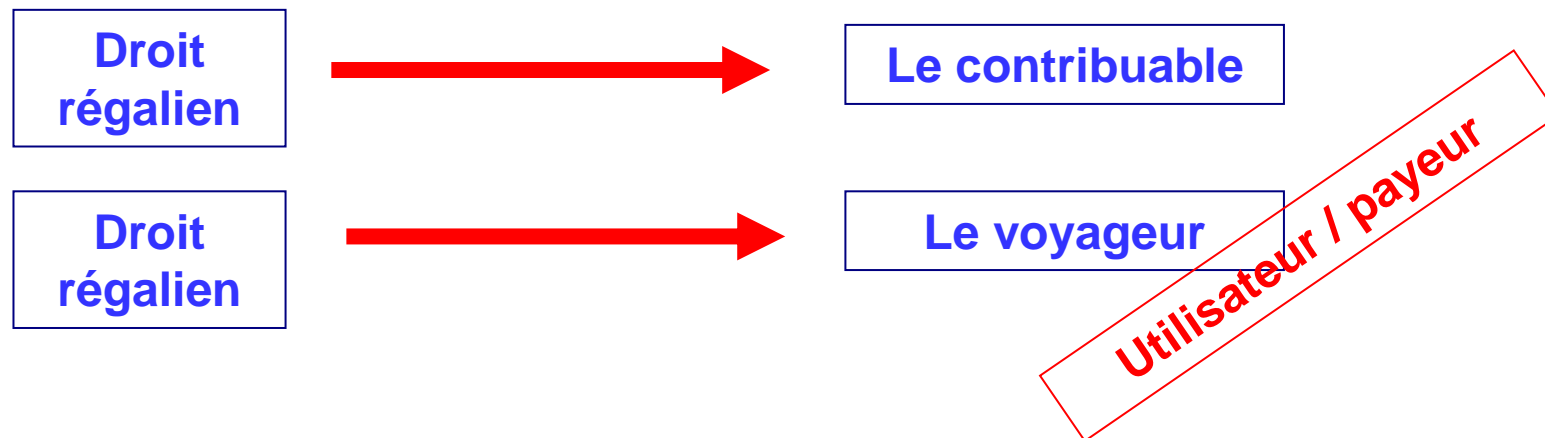 Droit
régalien
Le contribuable
Droit
régalien
Le voyageur
Utilisateur / payeur